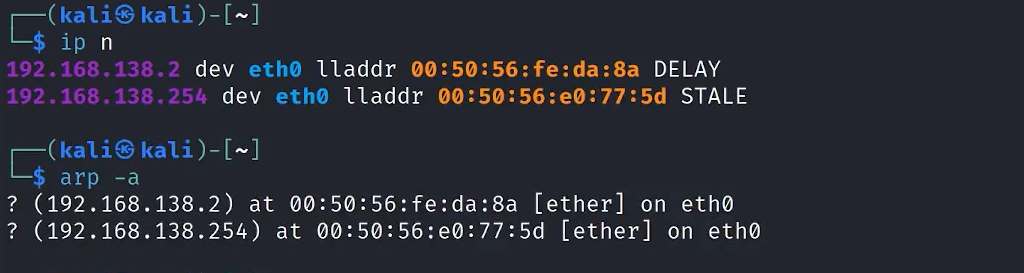 ┌──(kali㉿kali)-[~]
└─$ ip n
192.168.138.2 dev eth0 lladdr 00:50:56:fe:da:8a DELAY
192.168.138.254 dev eth0 lladdr 00:50:56:e0:77:5d STALE
┌──(kali㉿kali)-[~]
└─$ arp -a
? (192.168.138.2) at 00:50:56:fe:da:8a [ether] on eth0
? (192.168.138.254) at 00:50:56:e0:77:5d [ether] on eth0